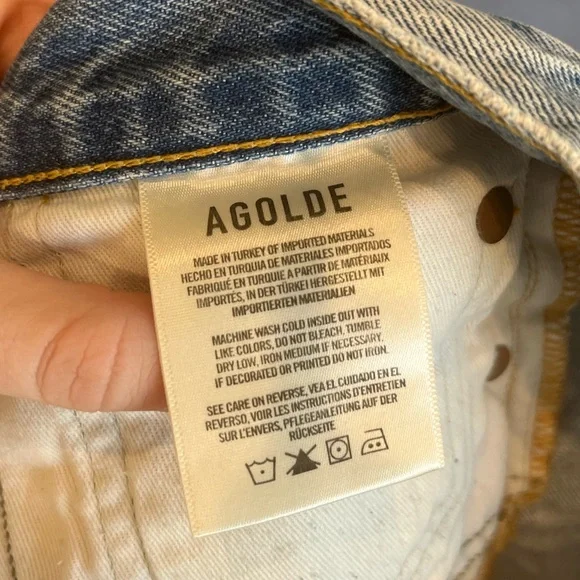 AGOLDE
MADE IN TURKEY OF IMPORTED MATERIALS
HECHO EN TURQUIA DE MATERIALES IMPORTADOS
FABRIQUÉ EN TURQUIE A PARTIR DE MATÉRIAUX
IMPORTÉS, IN DER TÜRKEI HERGESTELLT MIT
IMPORTIERTEN MATERIALIEN
MACHINE WASH COLD INSIDE OUT WITH
LIKE COLORS, DO NOT BLEACH, TUMBLE
DRY LOW, IRON MEDIUM IF NECESSARY.
IF DECORATED OR PRINTED DO NOT IRON.
SEE CARE ON REVERSE, VEA EL CUIDADO EN EL
REVERSO, VOIR LES INSTRUCTIONS D'ENTRETIEN
SUR L'ENVERS, PFLEGEANLEITUNG AUF DER
RÜCKSEITE